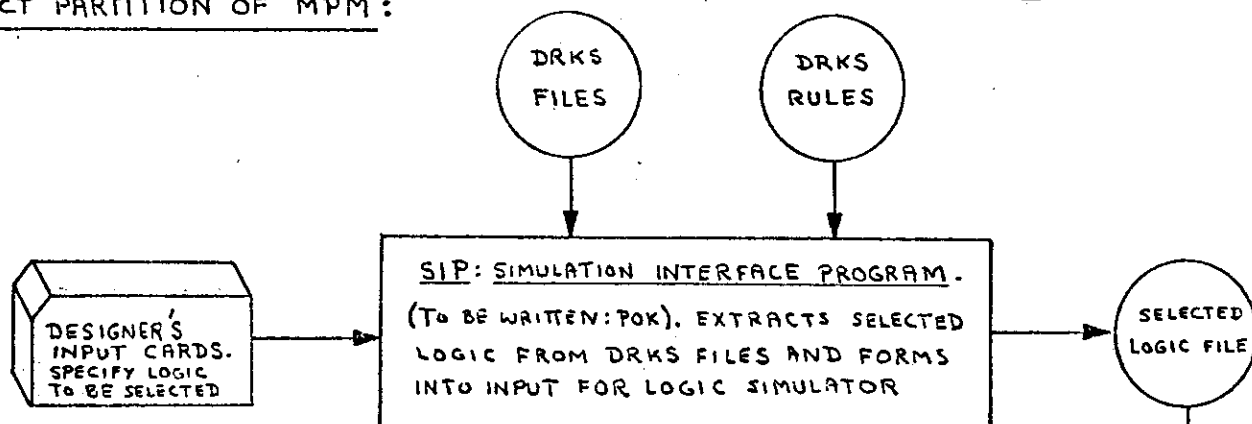 CT PARTITION OF MPM:
DRKS
FILES
DRKS
RULES
DESIGNER'S
INPUT CARDS.
SPECIFY LOGIC
TO BE SELECTED
SIP: SIMULATION INTERFACE PROGRAM.
(TO BE WRITTEN: POK). EXTRACTS SELECTED
LOGIC FROM DRKS FILES AND FORMS
INTO INPUT FOR LOGIC SIMULATOR
SELECTED
LOGIC FILE